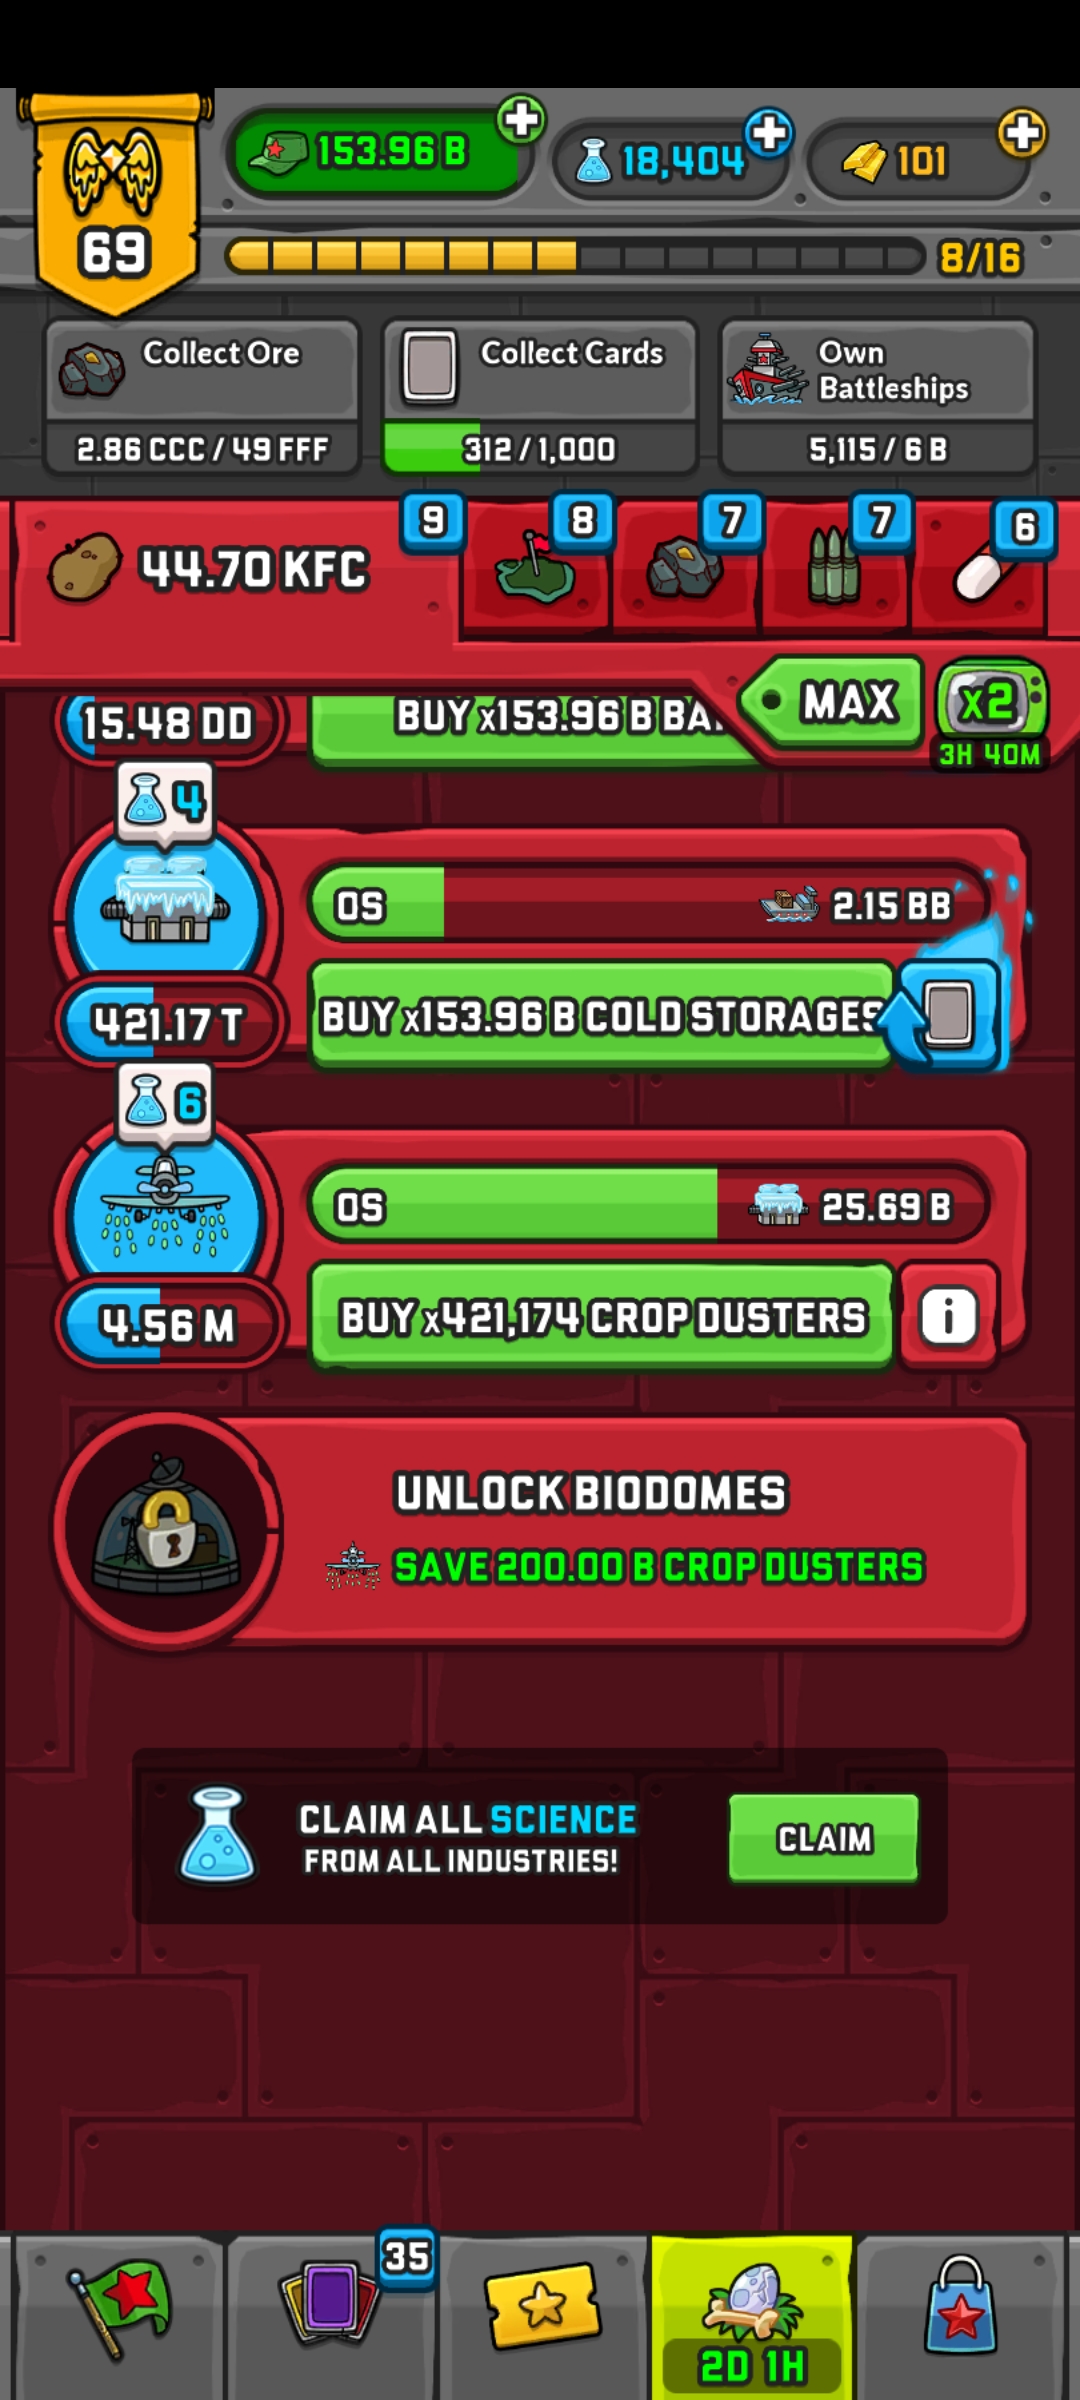 153.96 B
18,404
101
69
8/16
Collect Ore
2.86 CCC / 49 FFF
Collect Cards
312 / 1,000
Own
Battleships
5,115 / 6 B
44.70 KFC
9
8
7
7
6
MAX
x2
3H 40M
15.48 DD
BUY x153.96 B BA
4
0S
2.15 BB
421.17 T
BUY x153.96 B COLD STORAGES
6
0S
25.69 B
4.56 M
BUY x421,174 CROP DUSTERS
i
UNLOCK BIODOMES
SAVE 200.00 B CROP DUSTERS
CLAIM ALL SCIENCE
FROM ALL INDUSTRIES!
CLAIM
35
2D 1H